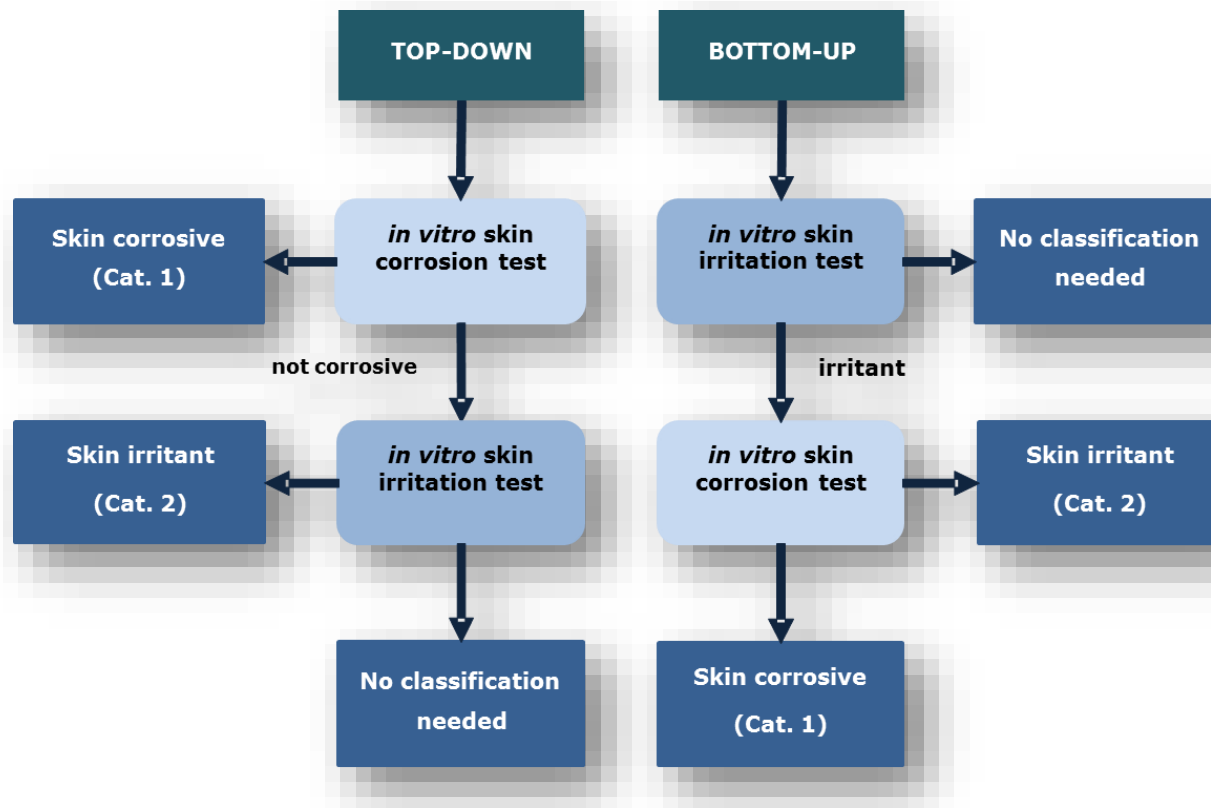 TOP-DOWN
BOTTOM-UP
Skin corrosive
(Cat. 1)
in vitro skin
corrosion test
in vitro skin
irritation test
No classification
needed
not corrosive
irritant
Skin irritant
(Cat. 2)
in vitro skin
irritation test
in vitro skin
corrosion test
Skin irritant
(Cat. 2)
No classification
needed
Skin corrosive
(Cat. 1)